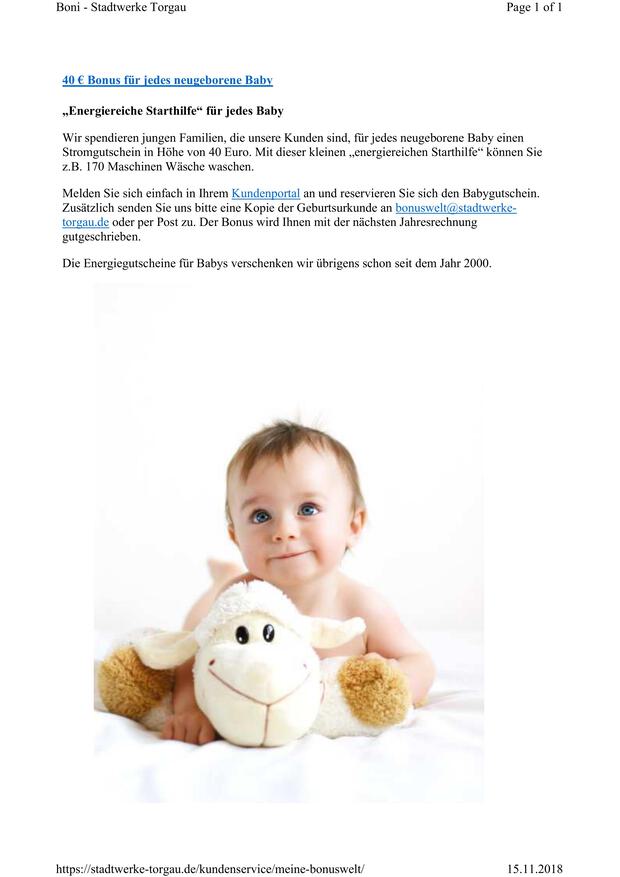 Boni - Stadtwerke Torgau Page 1 of 1
40 € Bonus für jedes neugeborene Baby
„Energiereiche Starthilfe“ für jedes Baby
Wir spendieren jungen Familien, die unsere Kunden sind, für jedes neugeborene Baby einen
Stromgutschein in Höhe von 40 Euro. Mit dieser kleinen „energiereichen Starthilfe“ können Sie
z.B. 170 Maschinen Wäsche waschen.
Melden Sie sich einfach in Ihrem Kundenportal an und reservieren Sie sich den Babygutschein.
Zusätzlich senden Sie uns bitte eine Kopie der Geburtsurkunde an bonuswelt@stadtwerke-
torgau.de oder per Post zu. Der Bonus wird Ihnen mit der nächsten Jahresrechnung
gutgeschrieben.
Die Energiegutscheine für Babys verschenken wir übrigens schon seit dem Jahr 2000.
https://stadtwerke-torgau.de/kundenservice/meine-bonuswelt/ 15.11.2018